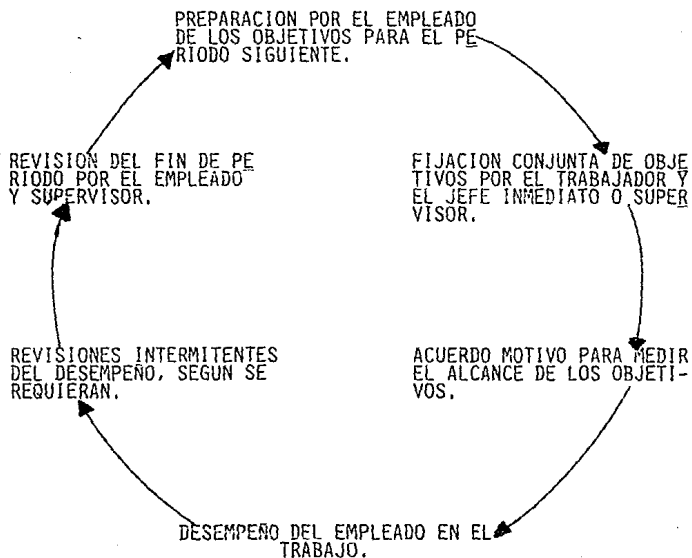 PREPARACION POR EL EMPLEADO
DE LOS OBJETIVOS PARA EL PE
RIODO SIGUIENTE.
FIJACION CONJUNTA DE OBJE
TIVOS POR EL TRABAJADOR Y
EL JEFE INMEDIATO O SUPER
VISOR.
ACUERDO MOTIVO PARA MEDIR
EL ALCANCE DE LOS OBJETI-
VOS.
DESEMPEÑO DEL EMPLEADO EN EL
TRABAJO.
REVISIONES INTERMITENTES
DEL DESEMPEÑO, SEGUN SE
REQUIERAN.
REVISION DEL FIN DE PE
RIODO POR EL EMPLEADO
Y SUPERVISOR.